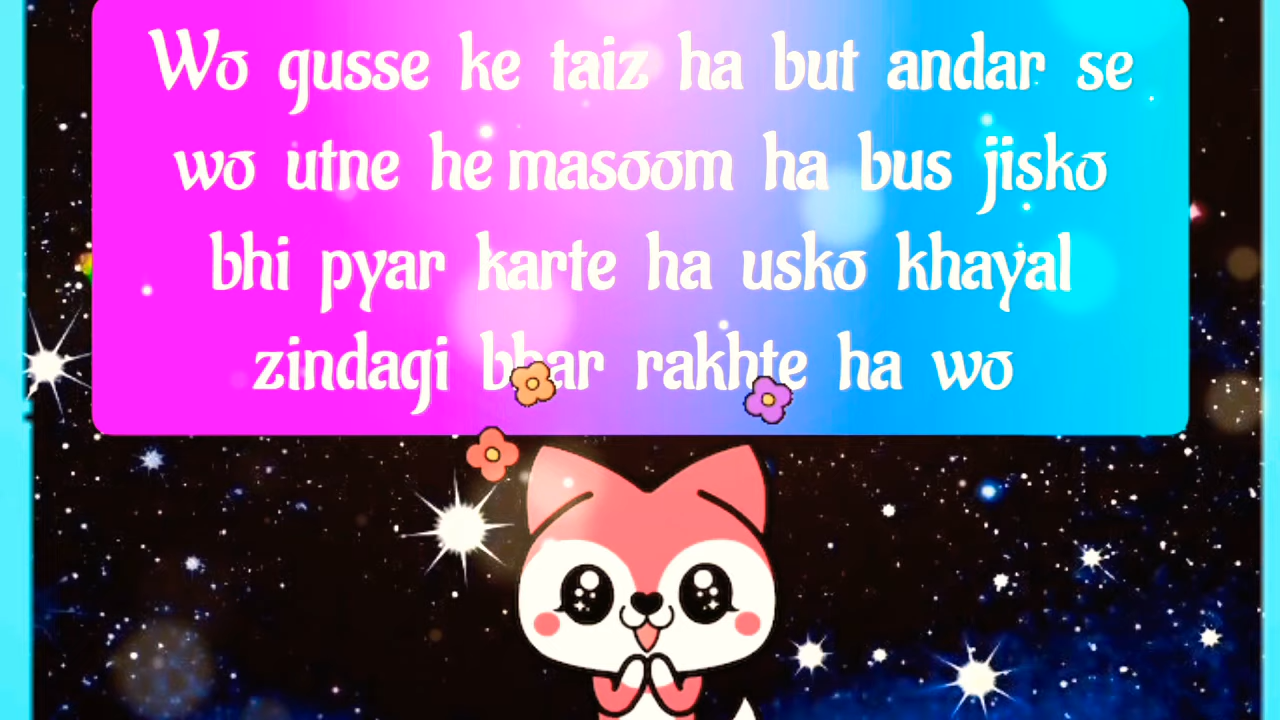 Wo gusse ke taiz ha but andar se
wo utne he masoom ha bus jisko
bhi pyar karte ha usko khayal
zindagi bhar rakhte ha wo